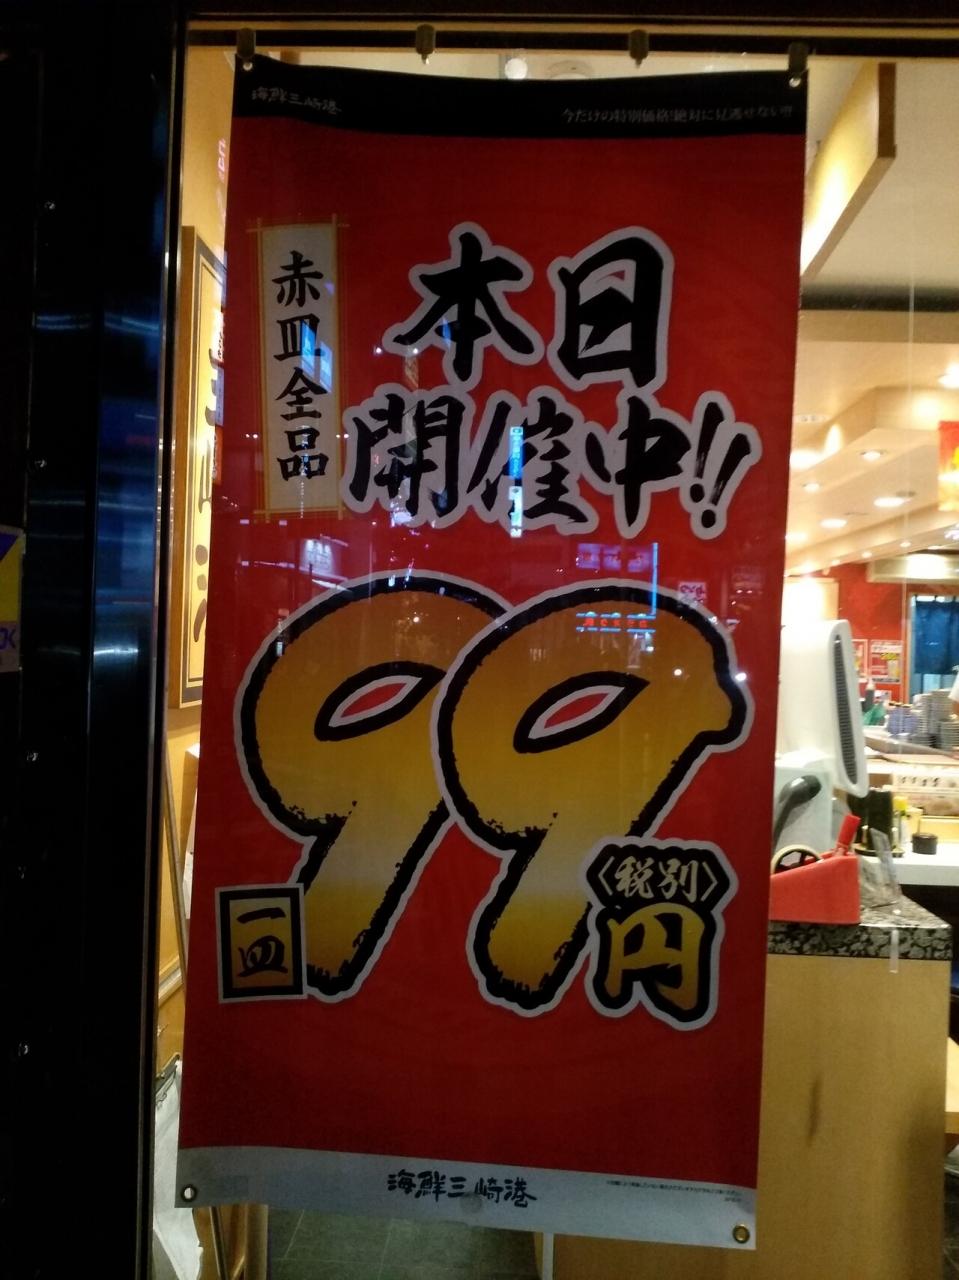 海鮮三崎港
今だけの特別価格!絶対に見逃せない!!!
赤皿全品
本日
開催中!!
99
一皿
〈税別〉
円
海鮮三崎港